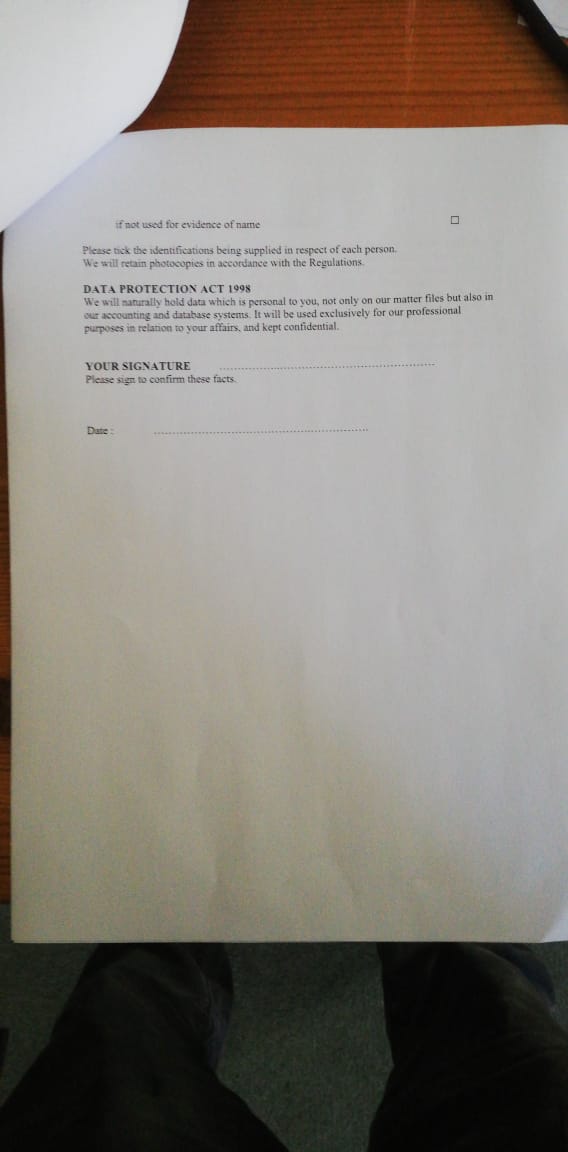 if not used for evidence of name □
Please tick the identifications being supplied in respect of each person.
We will retain photocopies in accordance with the Regulations.
DATA PROTECTION ACT 1998
We will naturally hold data which is personal to you, not only on our matter files but also in
our accounting and database systems. It will be used exclusively for our professional
purposes in relation to your affairs, and kept confidential.
YOUR SIGNATURE ..................................................................
Please sign to confirm these facts.
Date : ..................................................................